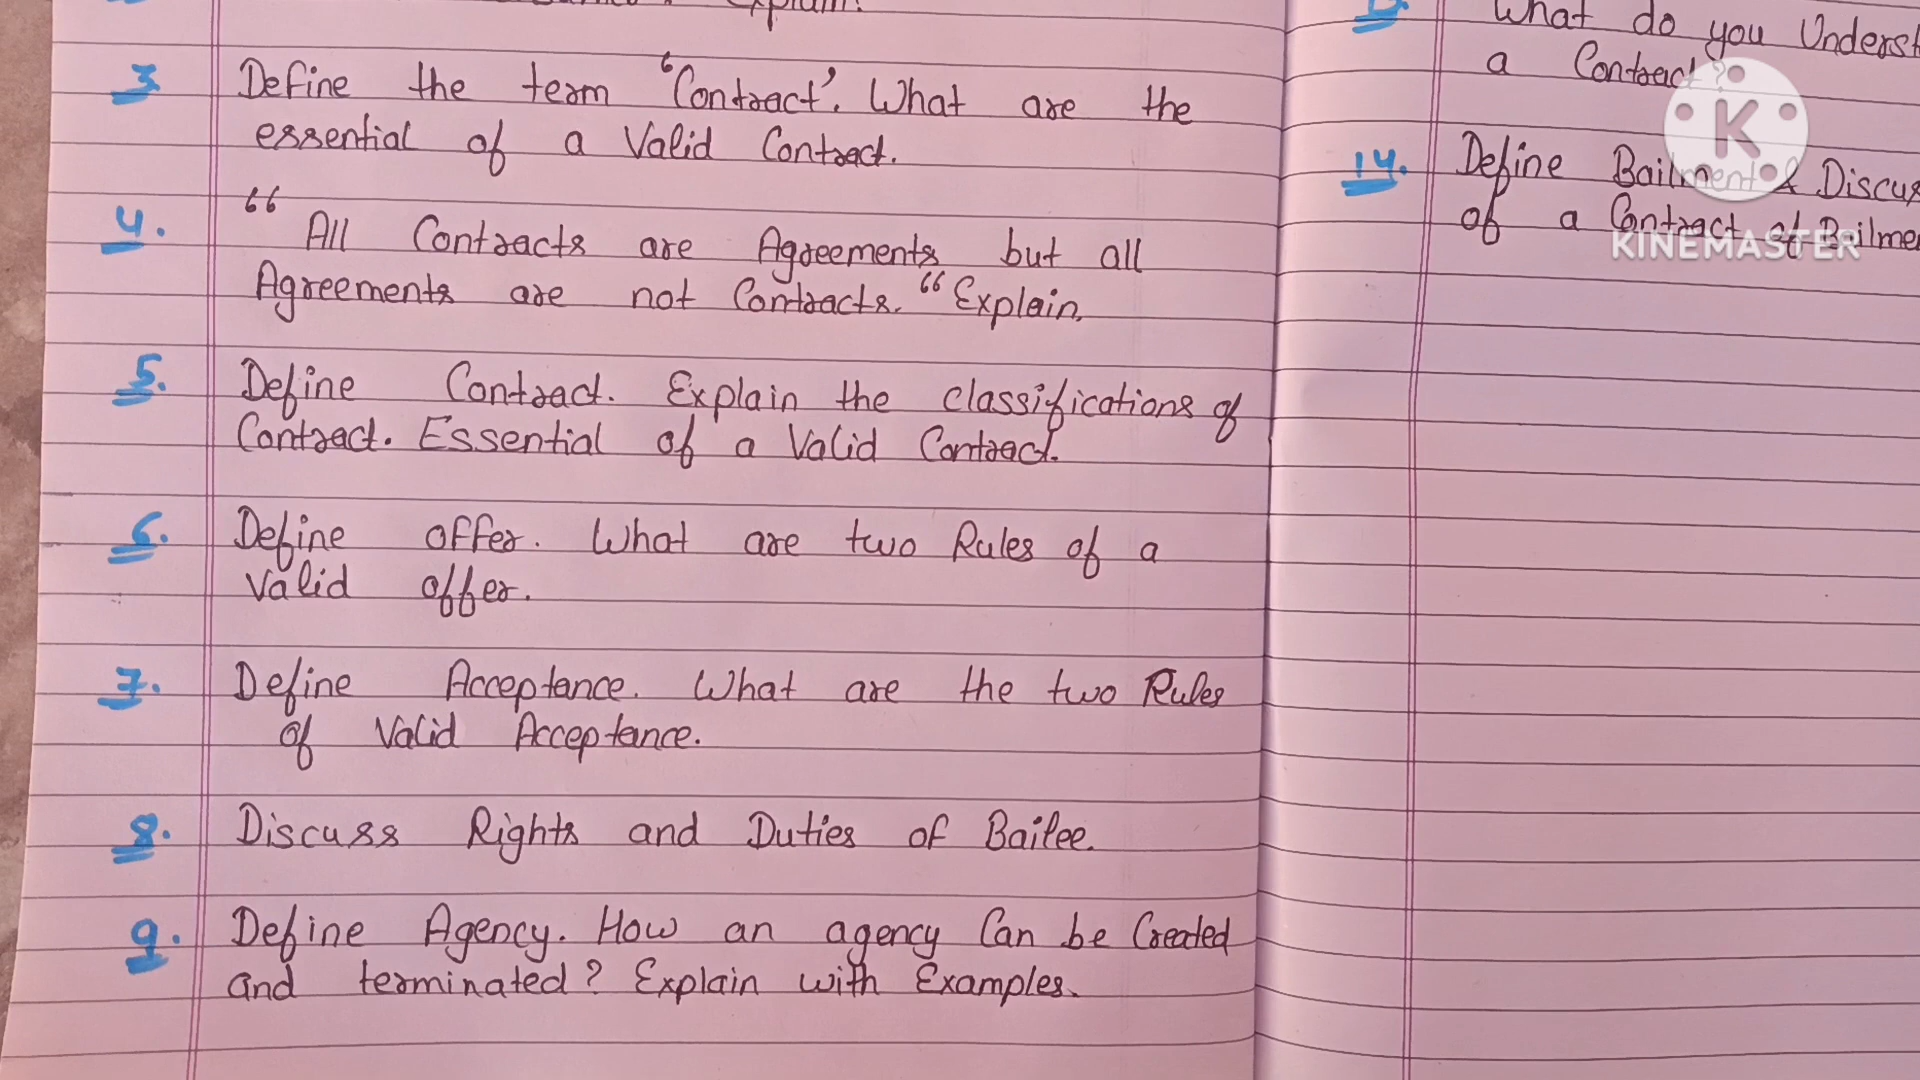 Explain.
3 Define the term 'Contract'. What are the
essential of a Valid Contract.
4. “ All Contracts are Agreements but all
Agreements are not Contracts. “ Explain.
5. Define Contract. Explain the classifications of
Contract. Essential of a Valid Contract.
6. Define offer. What are two Rules of a
Valid offer.
7. Define Acceptance. What are the two Rules
of Valid Acceptance.
8. Discuss Rights and Duties of Bailee.
9. Define Agency. How an agency Can be Created
and terminated? Explain with Examples.
What do you
a Contract?
14. Define Bailment &
of a Contract of
K
KINEMASTER